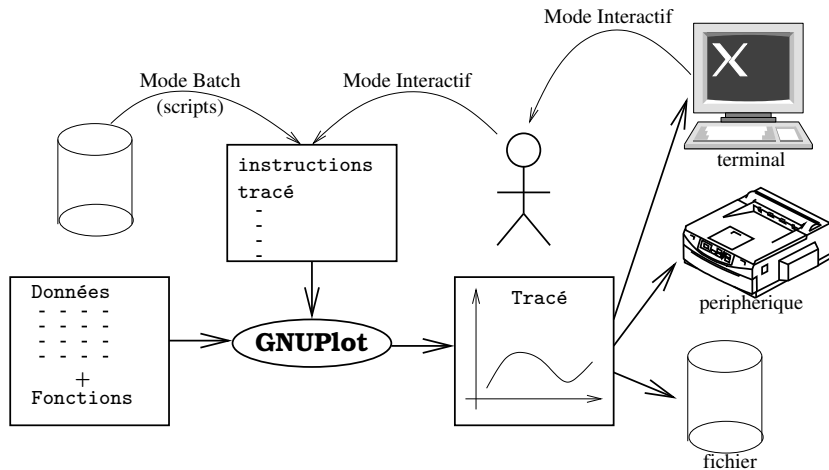 Mode Interactif
Mode Batch
(scripts)
Mode Interactif
X
terminal
instructions
tracé
-
-
-
-
Données
- - - -
- - - -
- - - -
- - - -
+
Fonctions
GNUPlot
Tracé
peripherique
fichier